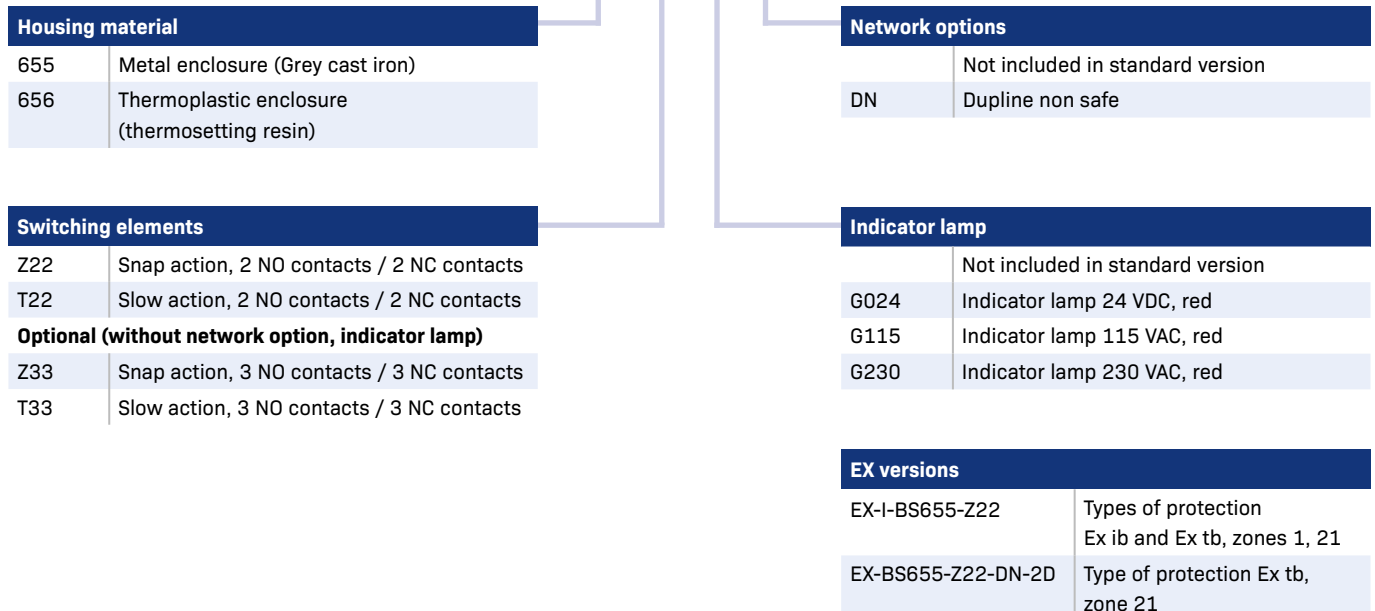 Housing material
655 Metal enclosure (Grey cast iron)
656 Thermoplastic enclosure
(thermosetting resin)
Switching elements
Z22 Snap action, 2 NO contacts / 2 NC contacts
T22 Slow action, 2 NO contacts / 2 NC contacts
Optional (without network option, indicator lamp)
Z33 Snap action, 3 NO contacts / 3 NC contacts
T33 Slow action, 3 NO contacts / 3 NC contacts
Network options
Not included in standard version
DN Dupline non safe
Indicator lamp
Not included in standard version
G024 Indicator lamp 24 VDC, red
G115 Indicator lamp 115 VAC, red
G230 Indicator lamp 230 VAC, red
EX versions
EX-I-BS655-Z22 Types of protection
Ex ib and Ex tb, zones 1, 21
EX-BS655-Z22-DN-2D Type of protection Ex tb,
zone 21